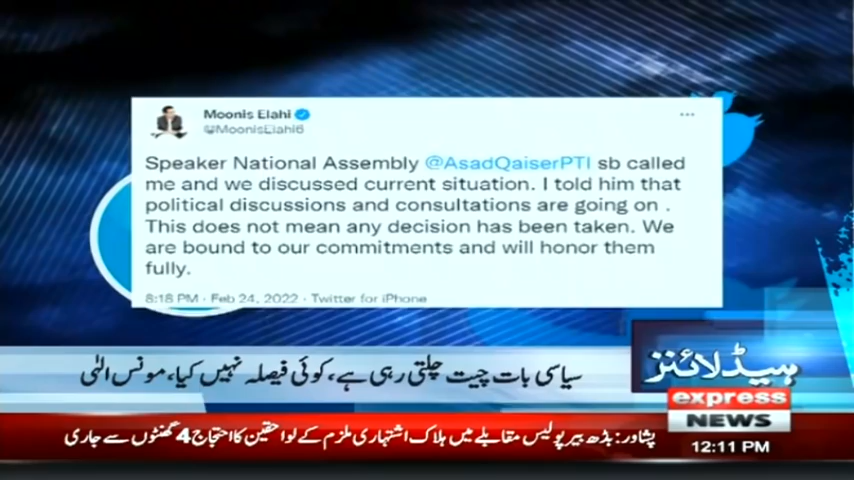 Moonis Elahi
@MoonisElahi6
Speaker National Assembly @AsadQaiserPTI sb called
me and we discussed current situation. I told him that
political discussions and consultations are going on .
This does not mean any decision has been taken. We
are bound to our commitments and will honor them
fully.
8:18 PM · Feb 24, 2022 · Twitter for iPhone
ہیڈلائنز
سیاسی بات چیت چلتی رہی ہے، کوئی فیصلہ نہیں کیا، مونس الٰہی
express
NEWS
پشاور: بڈھ بیر پولیس مقابلے میں ہلاک اشتہاری ملزم کے لواحقین کا احتجاج 4 گھنٹوں سے جاری
12:11 PM